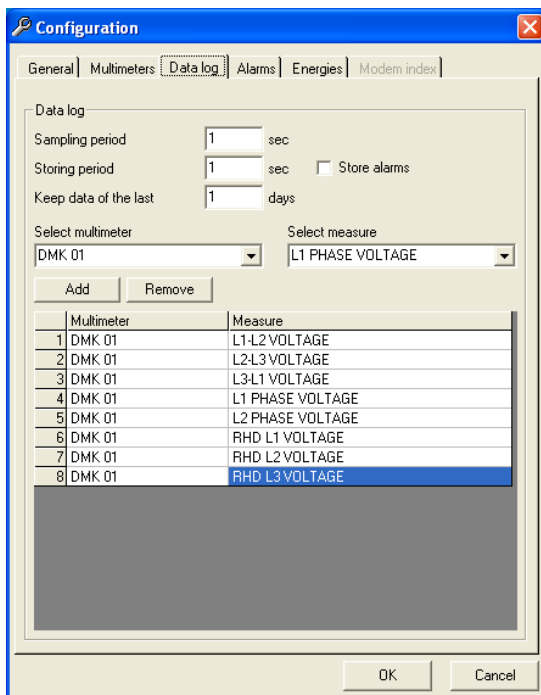 Configuration
General Multimeters Data log Alarms Energies Modem index
Data log
Sampling period 1 sec
Storing period 1 sec Store alarms
Keep data of the last 1 days
Select multimeter Select measure
DMK 01 L1 PHASE VOLTAGE
Add Remove
Multimeter Measure
1 DMK 01 L1-L2 VOLTAGE
2 DMK 01 L2-L3 VOLTAGE
3 DMK 01 L3-L1 VOLTAGE
4 DMK 01 L1 PHASE VOLTAGE
5 DMK 01 L2 PHASE VOLTAGE
6 DMK 01 RHD L1 VOLTAGE
7 DMK 01 RHD L2 VOLTAGE
8 DMK 01 RHD L3 VOLTAGE
OK Cancel